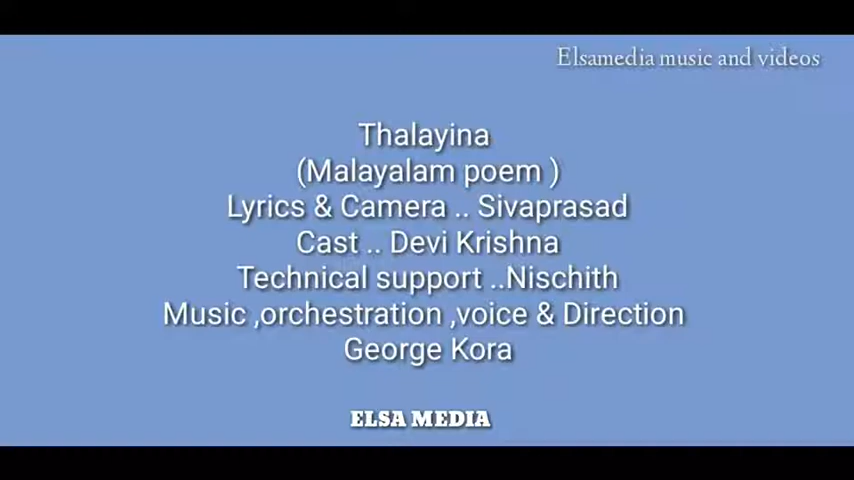 Elsamedia music and videos
Thalayina
(Malayalam poem )
Lyrics & Camera .. Sivaprasad
Cast .. Devi Krishna
Technical support ..Nischith
Music ,orchestration ,voice & Direction
George Kora
ELSA MEDIA